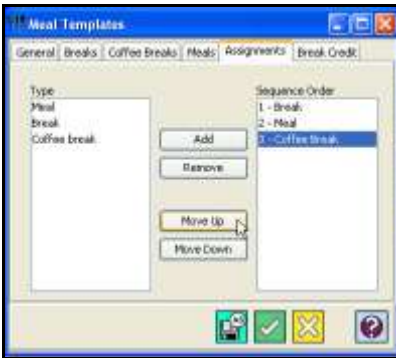 Meal Templates
General Breaks Coffee Breaks Meals Assignments Break Credit
Type
Meal
Break
Coffee break
Sequence Order
1 - Break
2 - Meal
3 - Coffee Break
Add
Remove
Move Up
Move Down
?